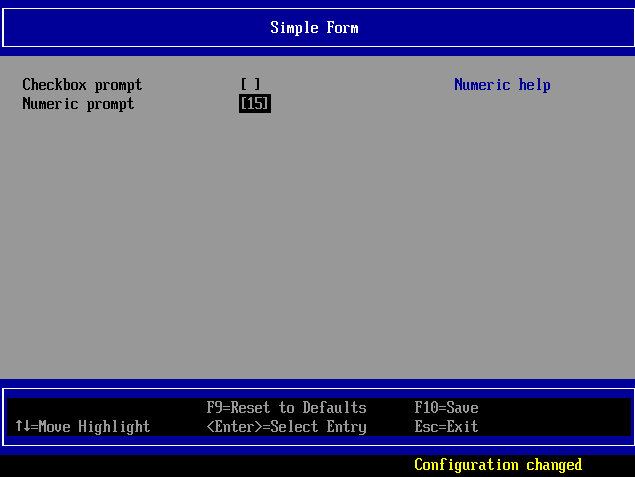 Simple Form
Checkbox prompt [ ] Numeric help
Numeric prompt [15]
F9=Reset to Defaults F10=Save
↑↓=Move Highlight <Enter>=Select Entry Esc=Exit
Configuration changed